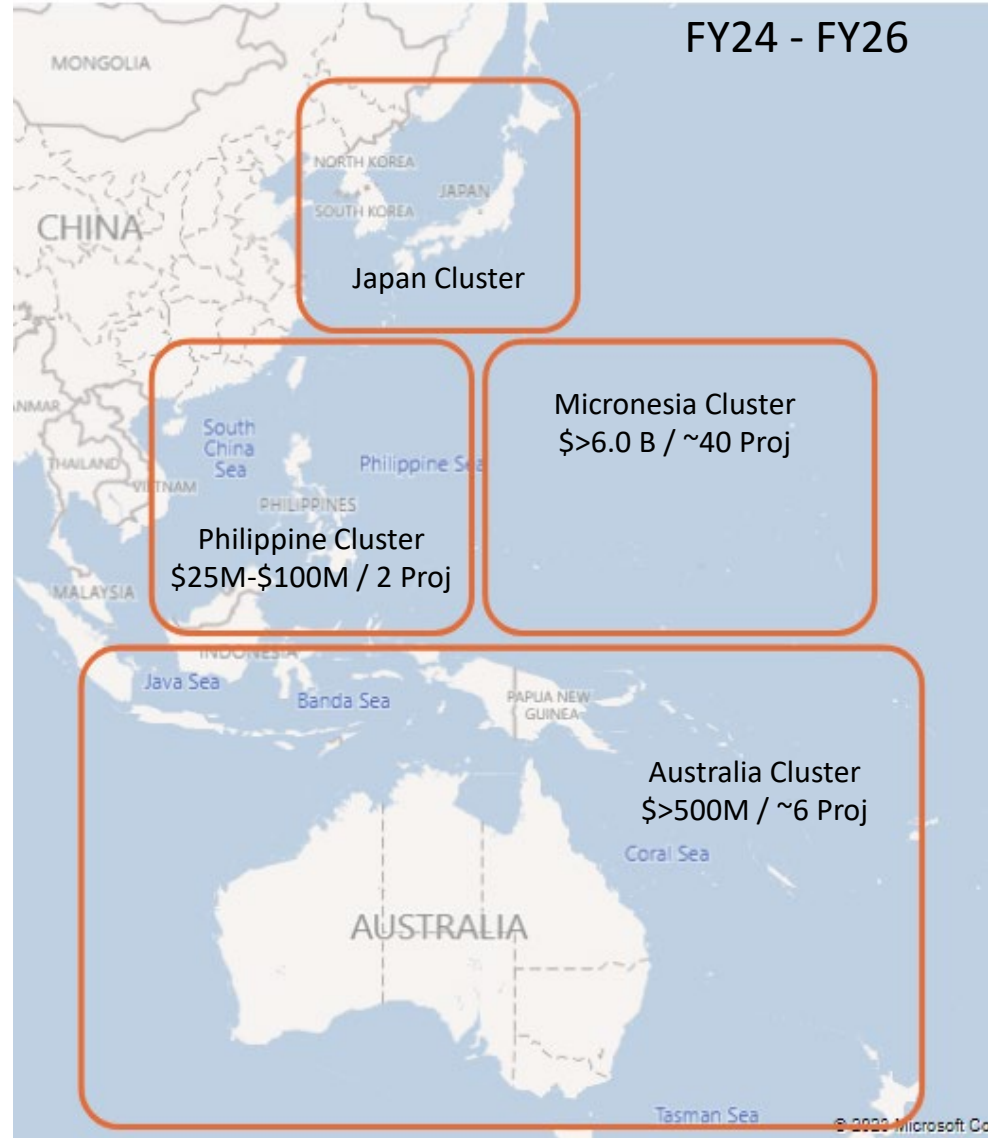 FY24 - FY26
MONGOLIA
NORTH KOREA
JAPAN
SOUTH KOREA
CHINA
Japan Cluster
Micronesia Cluster
$>6.0 B / ~40 Proj
South
China
Sea
Philippine Sea
THAILAND
VIETNAM
PHILIPPINES
Philippine Cluster
$25M-$100M / 2 Proj
MALAYSIA
INDONESIA
Java Sea
Banda Sea
PAPUA NEW
GUINEA
Australia Cluster
$>500M / ~6 Proj
Coral Sea
AUSTRALIA
Tasman Sea
Microsoft Co